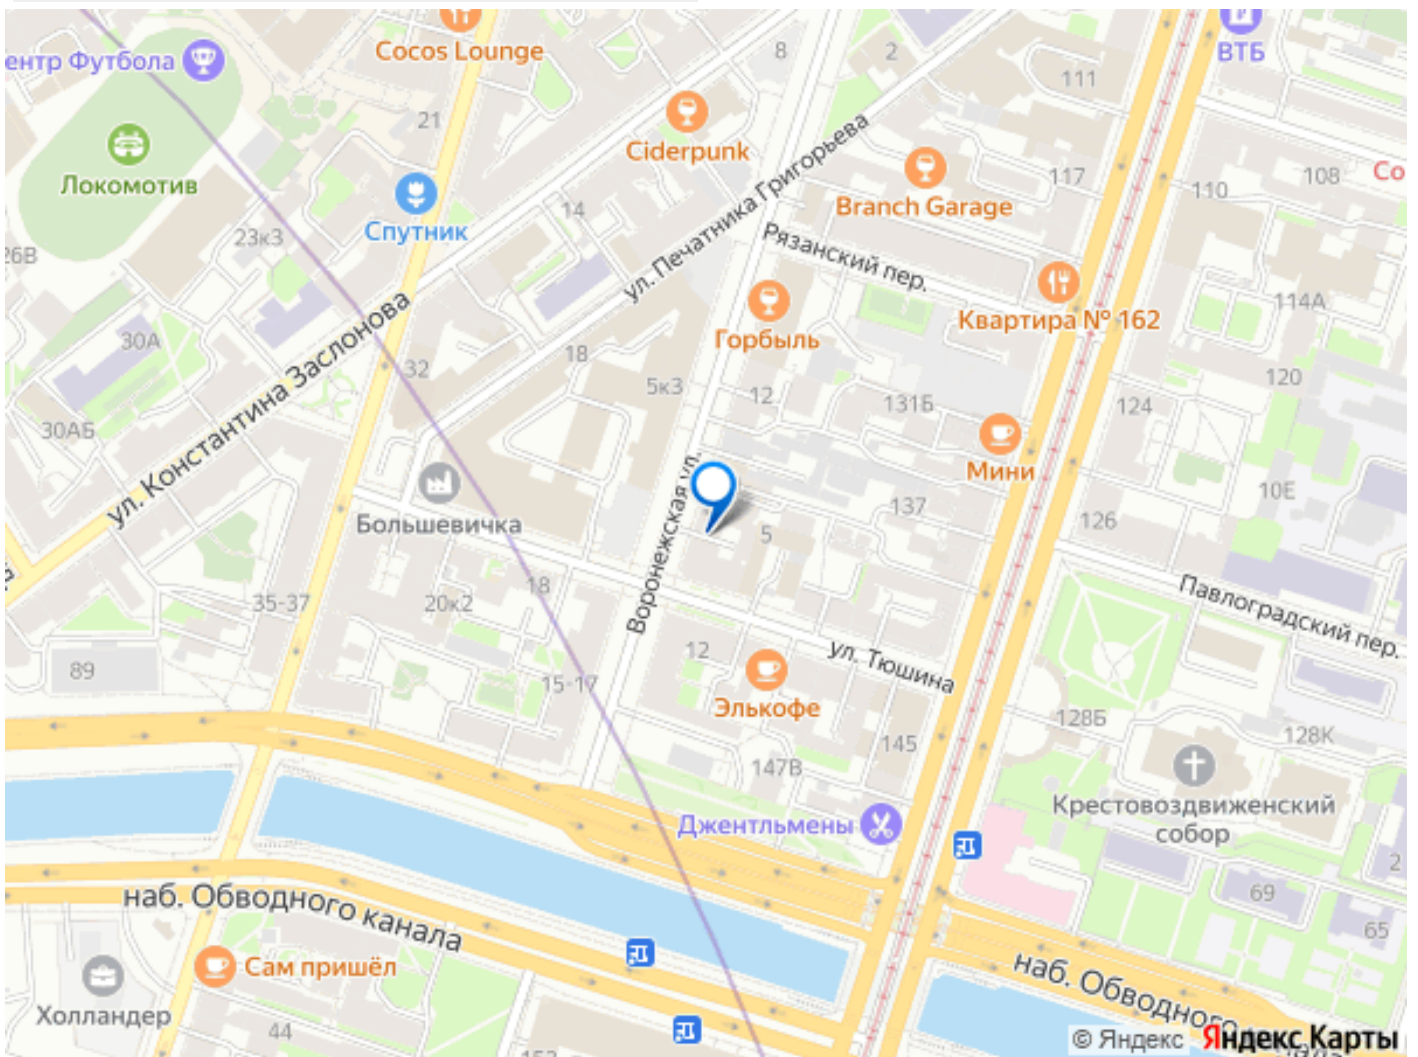 Cocos Lounge
8
2
ВТБ
ентр Футбола
111
21
Ciderpunk
ул. Печатника Григорьева
Локомотив
117
110
108
Co
Branch Garage
14
Спутник
23к3
26В
Рязанский пер.
30А
ул. Константина Заслонова
Горбыль
114А
Квартира № 162
18
32
5к3
12
131Б
120
124
30АБ
Мини
Воронежская ул.
10Е
137
126
Большевичка
5
18
Павлоградский пер.
35-37
20к2
89
12
ул. Тюшина
15-17
Элькофе
128Б
145
128К
147В
Крестовоздвиженский
собор
Джентльмены
2
69
65
наб. Обводного канала
Сам пришёл
наб. Обводного
Холландер
44
© Яндекс Яндекс Карты